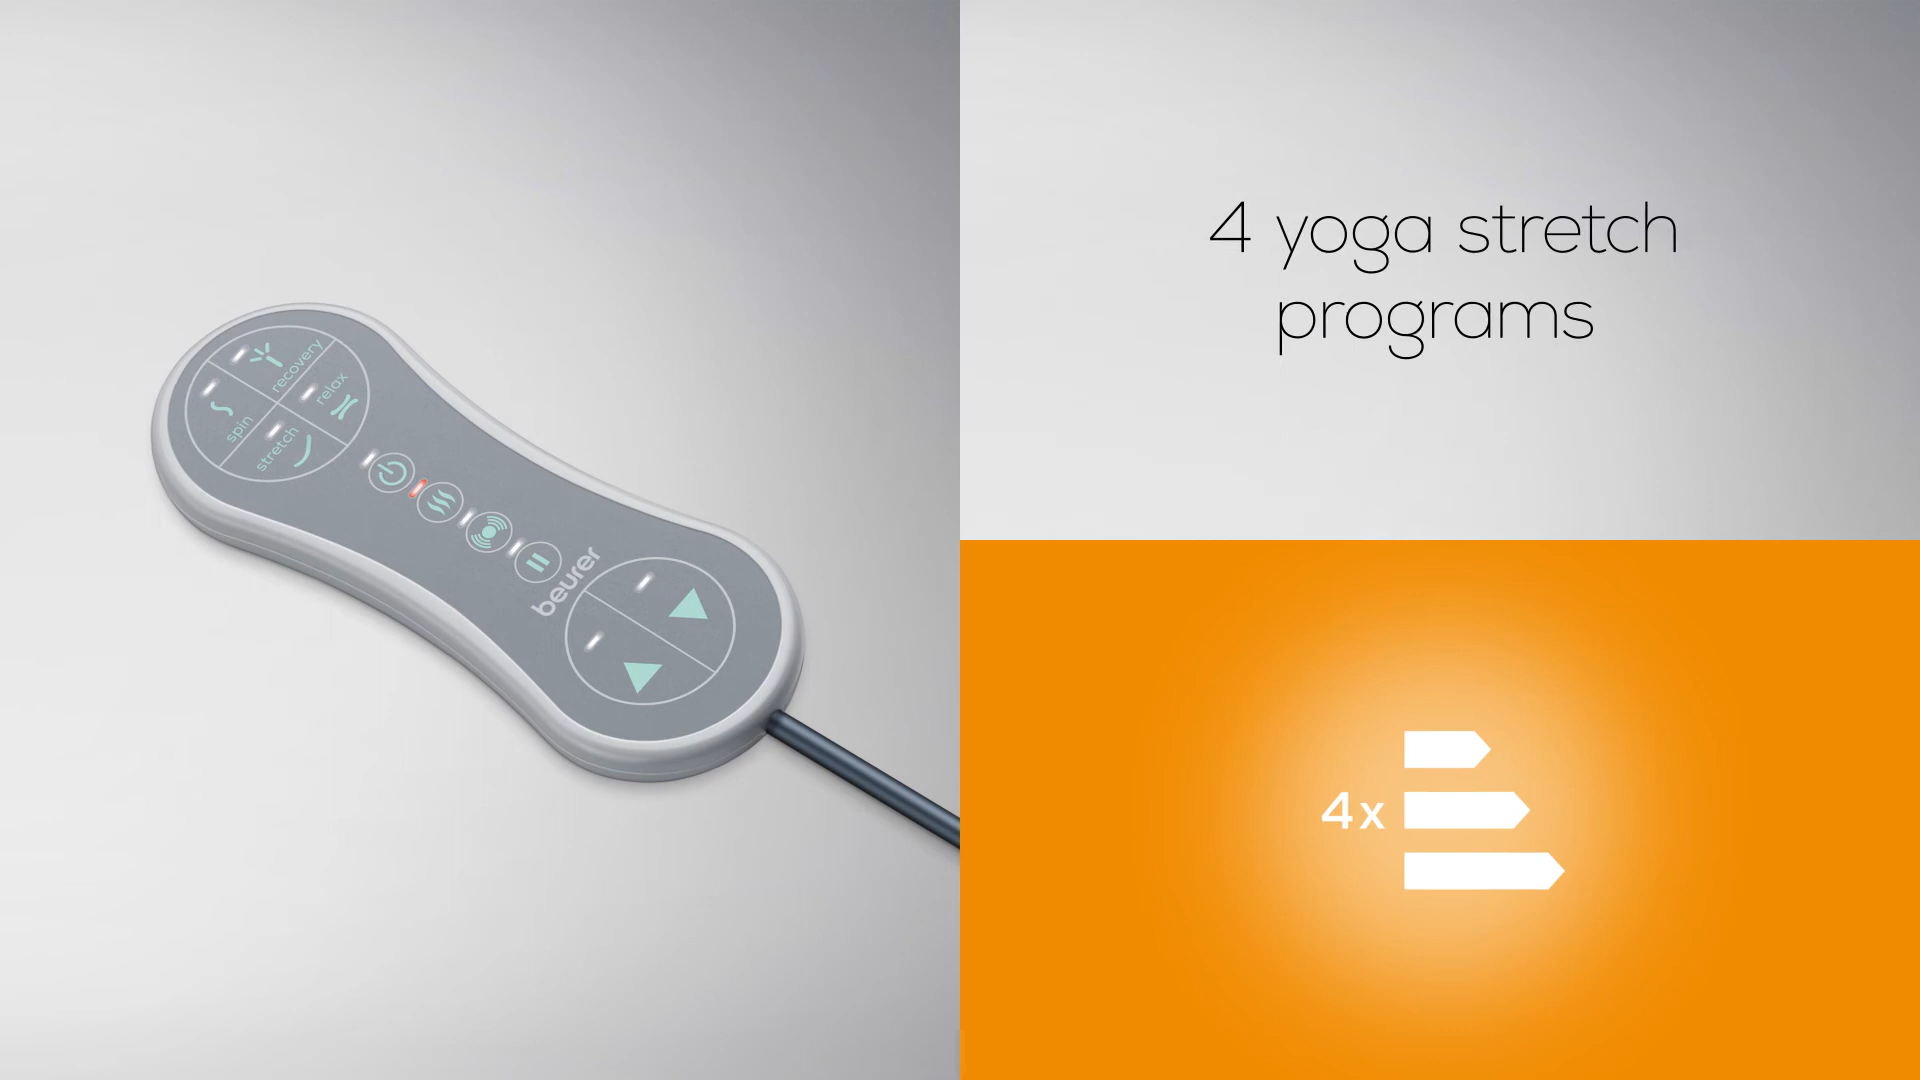 recovery
relax
spin
stretch
beurer
4 yoga stretch
programs
4x